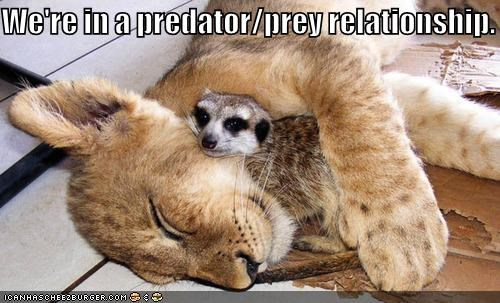 We're in a predator/prey relationship.
ICANHASCHEEZBURGER.COM &